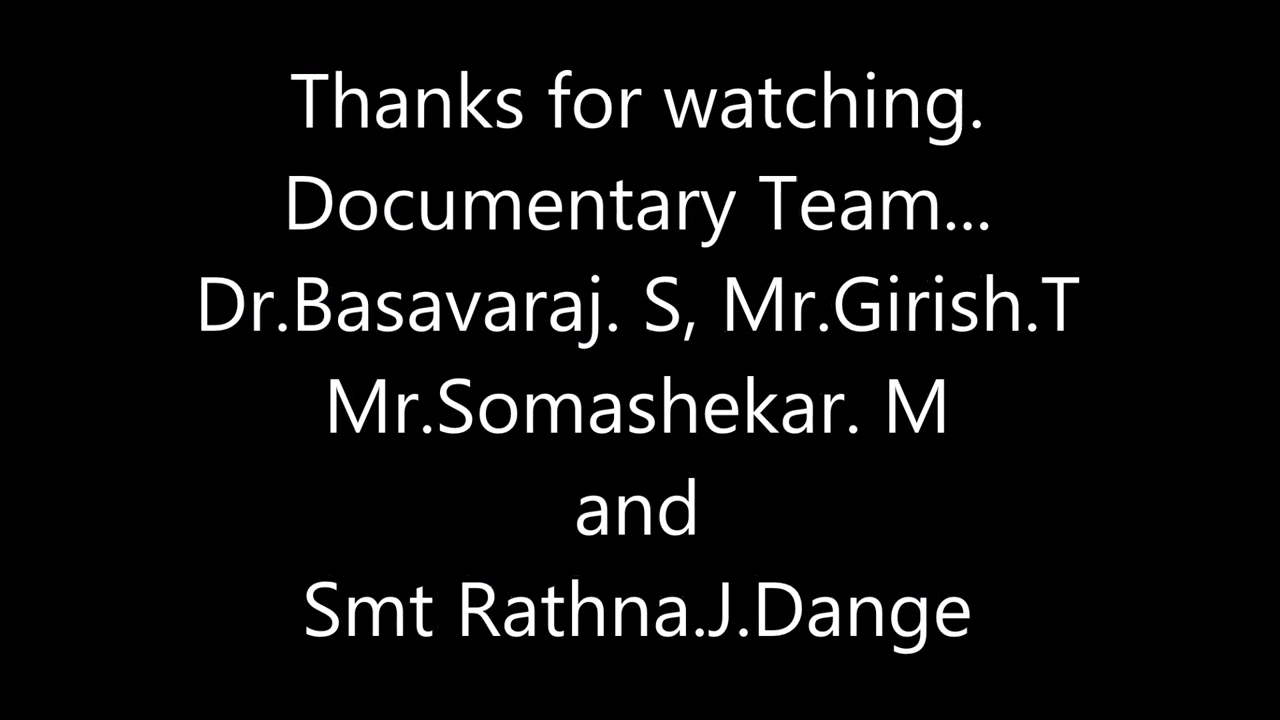 Thanks for watching.
Documentary Team...
Dr.Basavaraj. S, Mr.Girish.T
Mr.Somashekar. M
and
Smt Rathna.J.Dange